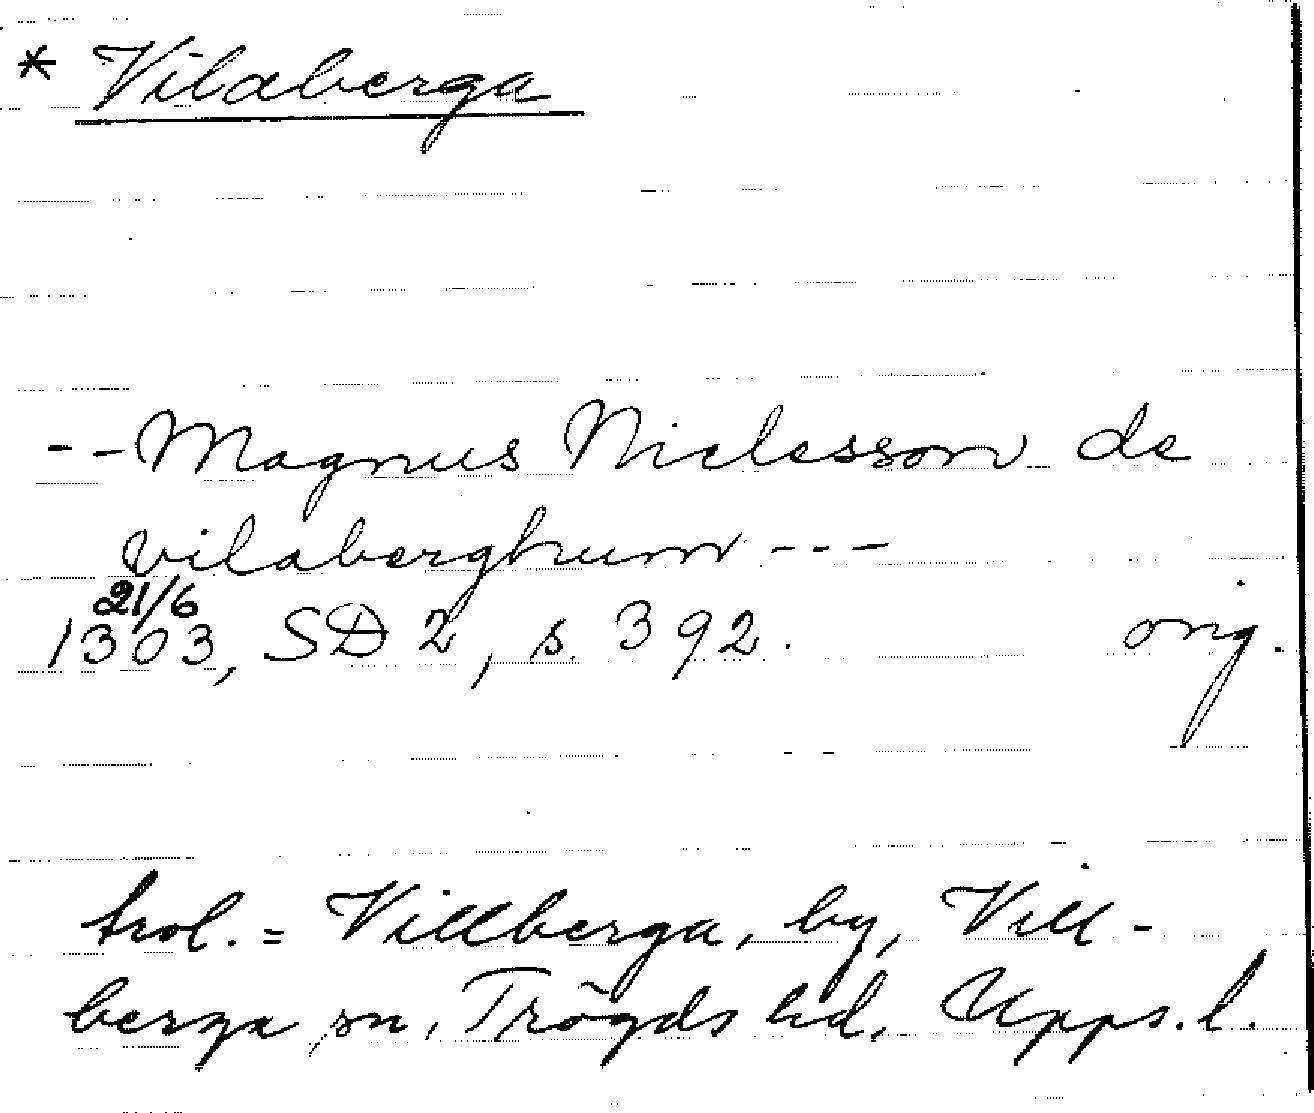 * Vilaberga
-- Magnus Niclesson de
vilaberghum ---
21/6
1303, SD 2, s. 392. orig.
trol. = Villberga, by, Vill-
berga sn, Trögds hd, Upps. l.